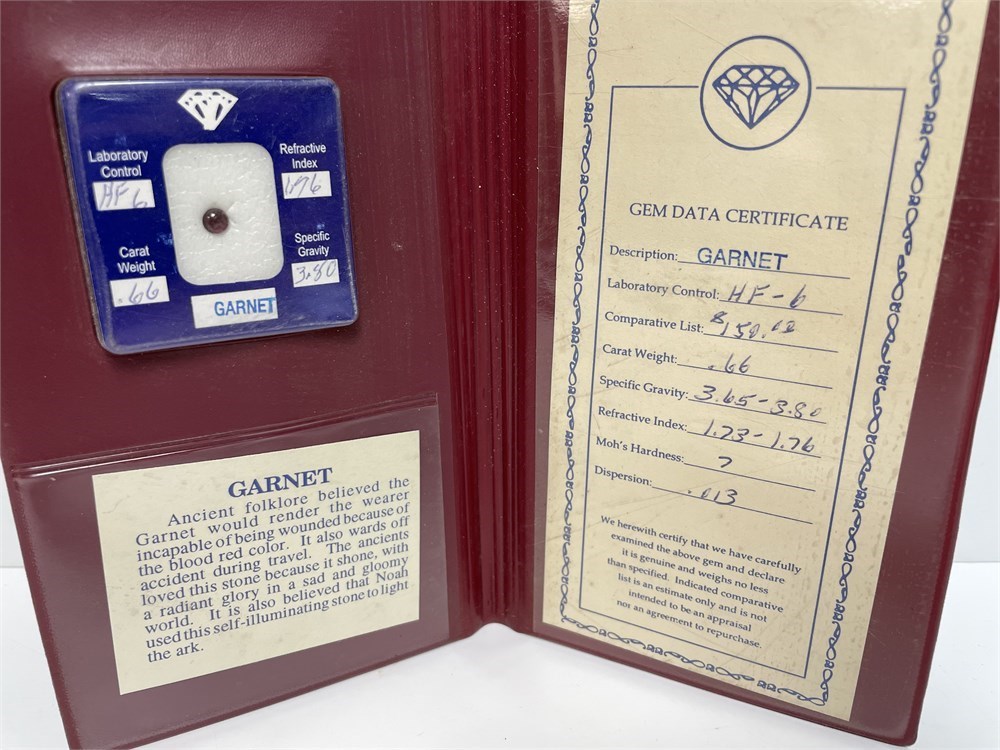 Laboratory
Control
HF 6
Refractive
Index
1.76
Carat
Weight
.66
Specific
Gravity
3.80
GARNET
GARNET
Ancient folklore believed the
Garnet would render the wearer
incapable of being wounded because of
the blood red color. It also wards off
accident during travel. The ancients
loved this stone because it shone, with
a radiant glory in a sad and gloomy
world. It is also believed that Noah
used this self-illuminating stone to light
the ark.
GEM DATA CERTIFICATE
Description: GARNET
Laboratory Control: HF-6
Comparative List: $150.00
Carat Weight: .66
Specific Gravity: 3.65-3.80
Refractive Index: 1.73-1.76
Moh's Hardness: 7
Dispersion: .013
We herewith certify that we have carefully
examined the above gem and declare
it is genuine and weighs no less
than specified. Indicated comparative
list is an estimate only and is not
intended to be an appraisal
not an agreement to repurchase.